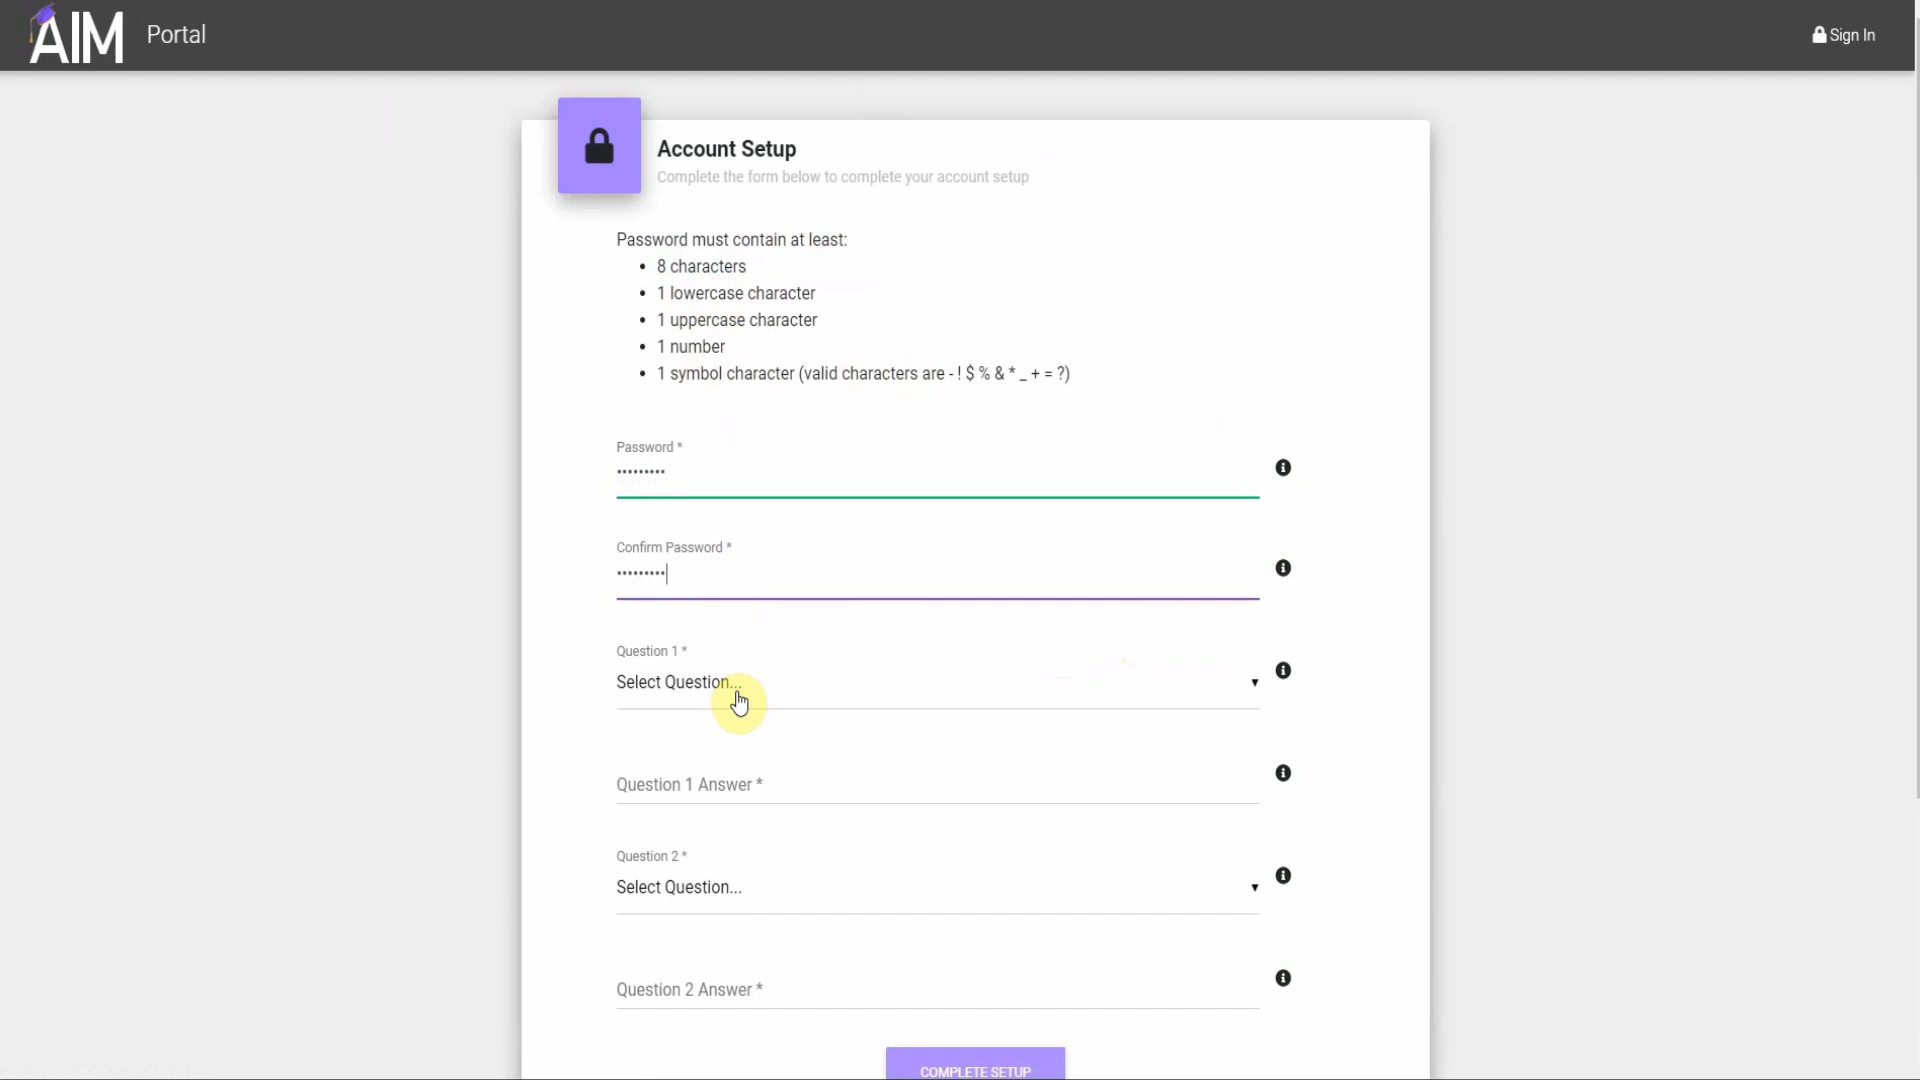 AIM Portal
Sign In
Account Setup
Complete the form below to complete your account setup
Password must contain at least:
• 8 characters
• 1 lowercase character
• 1 uppercase character
• 1 number
• 1 symbol character (valid characters are - ! $ % & * _ + = ?)
Password *
•••••••••
Confirm Password *
•••••••••
Question 1 *
Select Question...
Question 1 Answer *
Question 2 *
Select Question...
Question 2 Answer *
COMPLETE SETUP